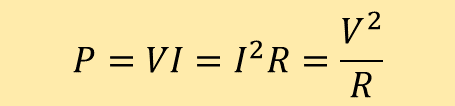 P = VI = I²R = V²/R